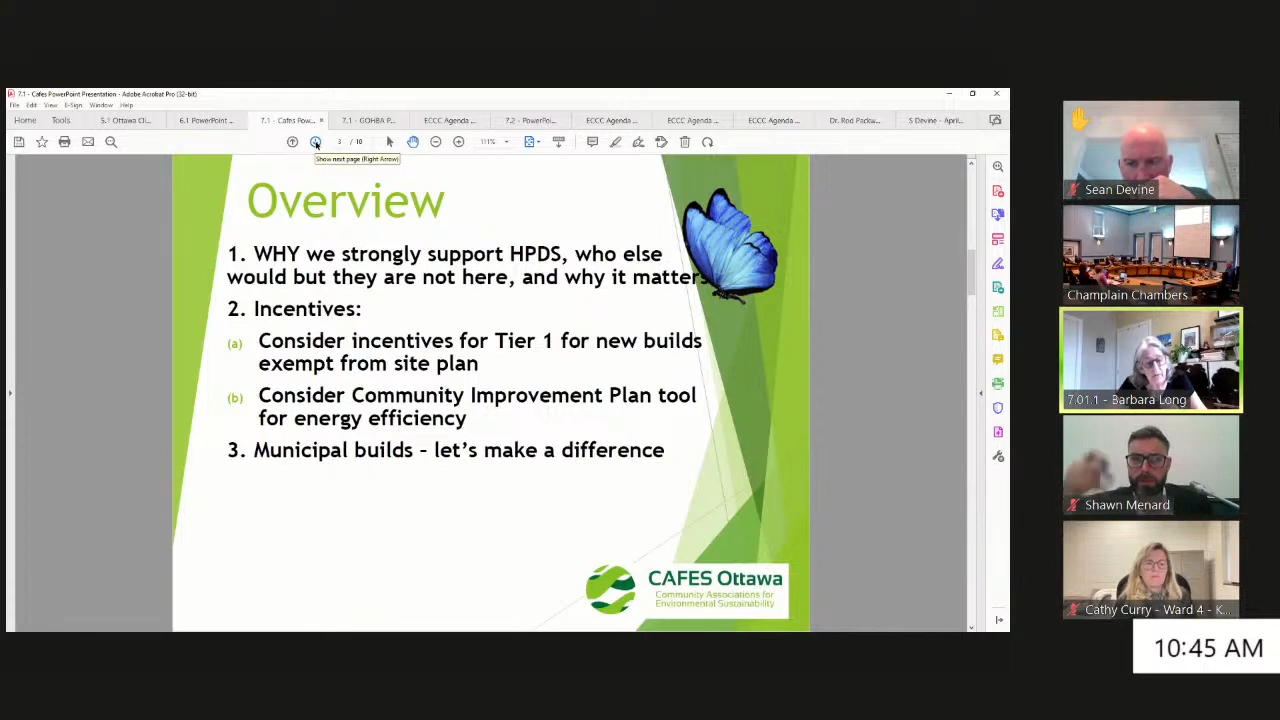 7.1 - Cafes PowerPoint Presentation - Adobe Acrobat Pro (32-bit)
File Edit View E-Sign Window Help
Home Tools 5.1 Ottawa Cli... 6.1 PowerPoint ... 7.1 - Cafes Pow... × 7.1 - GOHBA P... ECCC Agenda ... 7.2 - PowerPoi... ECCC Agenda ... ECCC Agenda ... ECCC Agenda ... Dr. Rod Packw... S Devine - Apri...
3 / 10 111%
Show next page (Right Arrow)
Overview
1. WHY we strongly support HPDS, who else
would but they are not here, and why it matters
2. Incentives:
(a) Consider incentives for Tier 1 for new builds
exempt from site plan
(b) Consider Community Improvement Plan tool
for energy efficiency
3. Municipal builds – let's make a difference
CAFES Ottawa
Community Associations for
Environmental Sustainability
Sean Devine
Champlain Chambers
7.01.1 - Barbara Long
Shawn Menard
Cathy Curry - Ward 4 - K...
10:45 AM